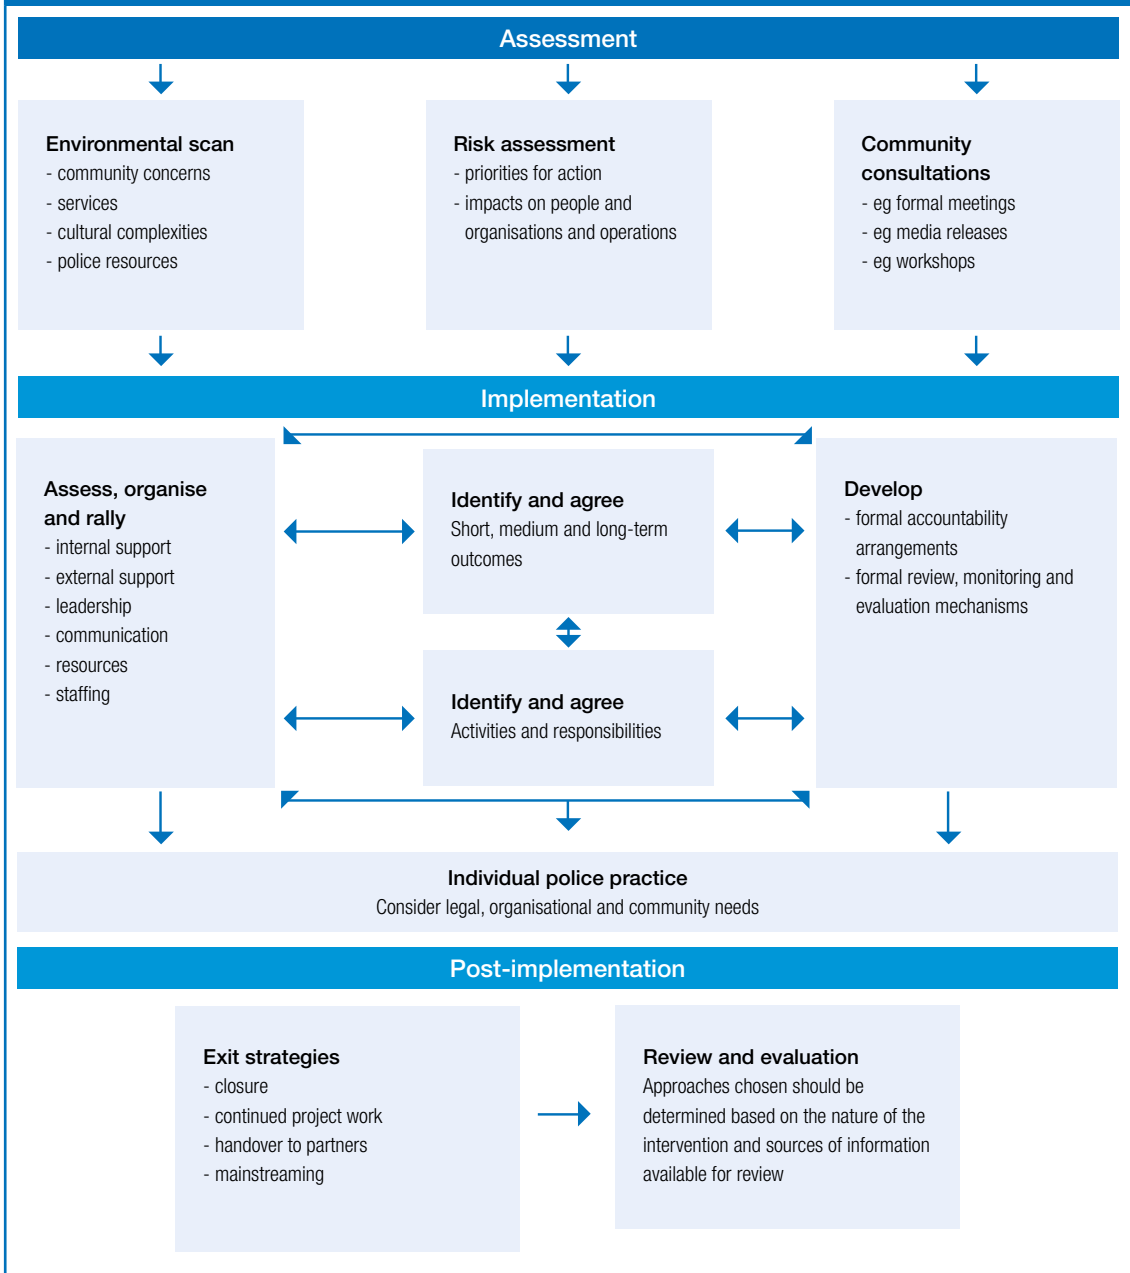 Assessment
Environmental scan
- community concerns
- services
- cultural complexities
- police resources
Risk assessment
- priorities for action
- impacts on people and
organisations and operations
Community
consultations
- eg formal meetings
- eg media releases
- eg workshops
Implementation
Assess, organise
and rally
- internal support
- external support
- leadership
- communication
- resources
- staffing
Identify and agree
Short, medium and long-term
outcomes
Identify and agree
Activities and responsibilities
Develop
- formal accountability
arrangements
- formal review, monitoring and
evaluation mechanisms
Individual police practice
Consider legal, organisational and community needs
Post-implementation
Exit strategies
- closure
- continued project work
- handover to partners
- mainstreaming
Review and evaluation
Approaches chosen should be
determined based on the nature of the
intervention and sources of information
available for review